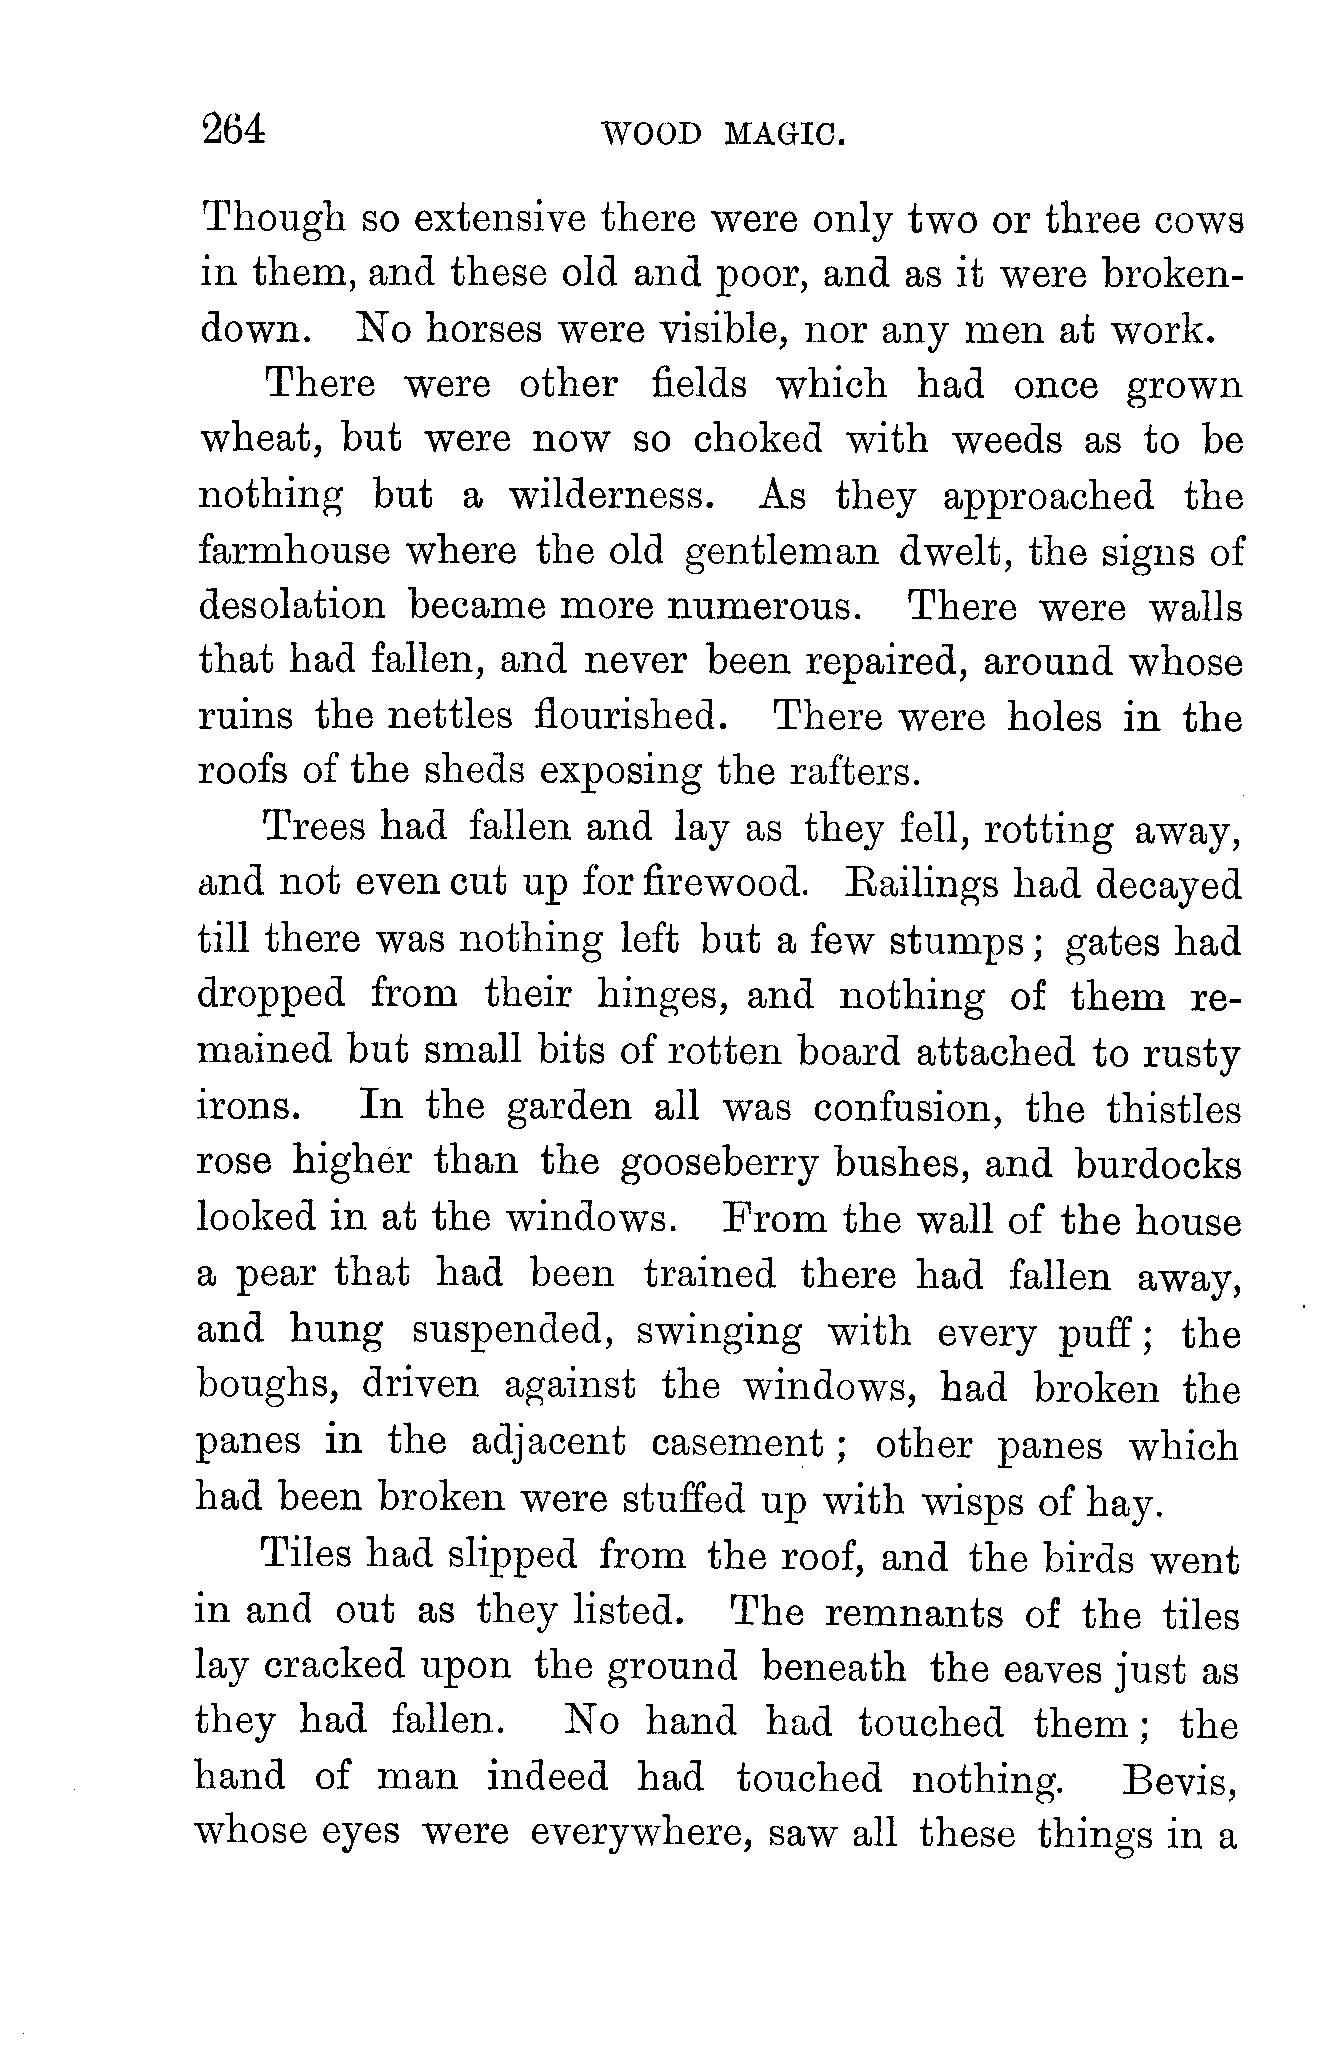 264 WOOD MAGIC.
Though so extensive there were only two or three cows
in them, and these old and poor, and as it were broken-
down. No horses were visible, nor any men at work.
There were other fields which had once grown
wheat, but were now so choked with weeds as to be
nothing but a wilderness. As they approached the
farmhouse where the old gentleman dwelt, the signs of
desolation became more numerous. There were walls
that had fallen, and never been repaired, around whose
ruins the nettles flourished. There were holes in the
roofs of the sheds exposing the rafters.
Trees had fallen and lay as they fell, rotting away,
and not even cut up for firewood. Railings had decayed
till there was nothing left but a few stumps; gates had
dropped from their hinges, and nothing of them re-
mained but small bits of rotten board attached to rusty
irons. In the garden all was confusion, the thistles
rose higher than the gooseberry bushes, and burdocks
looked in at the windows. From the wall of the house
a pear that had been trained there had fallen away,
and hung suspended, swinging with every puff; the
boughs, driven against the windows, had broken the
panes in the adjacent casement; other panes which
had been broken were stuffed up with wisps of hay.
Tiles had slipped from the roof, and the birds went
in and out as they listed. The remnants of the tiles
lay cracked upon the ground beneath the eaves just as
they had fallen. No hand had touched them; the
hand of man indeed had touched nothing. Bevis,
whose eyes were everywhere, saw all these things in a